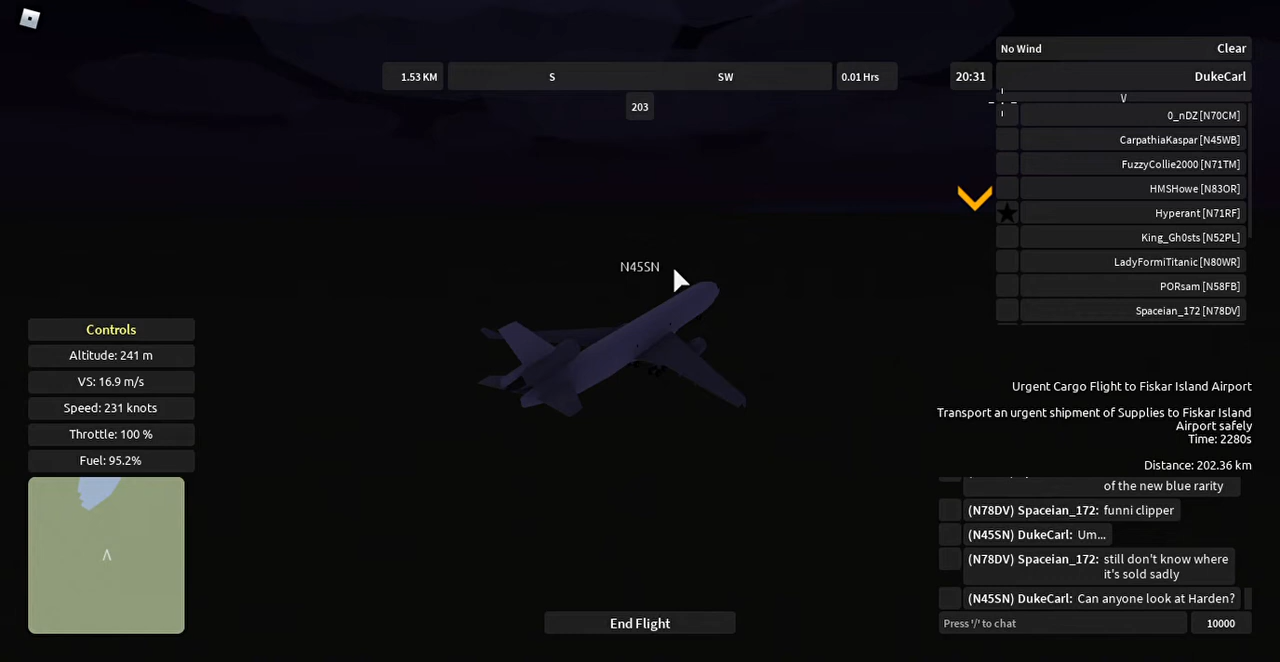 No Wind
Clear
1.53 KM
S
SW
0.01 Hrs
20:31
DukeCarl
203
V
0_nDZ [N70CM]
CarpathiaKaspar [N45WB]
FuzzyCollie2000 [N71TM]
HMSHowe [N83OR]
Hyperant [N71RF]
King_Gh0sts [N52PL]
LadyFormiTitanic [N80WR]
PORsam [N58FB]
Spaceian_172 [N78DV]
N45SN
Controls
Altitude: 241 m
VS: 16.9 m/s
Speed: 231 knots
Throttle: 100 %
Fuel: 95.2%
Urgent Cargo Flight to Fiskar Island Airport
Transport an urgent shipment of Supplies to Fiskar Island
Airport safely
Time: 2280s
Distance: 202.36 km
of the new blue rarity
(N78DV) Spaceian_172: funni clipper
(N45SN) DukeCarl: Um...
(N78DV) Spaceian_172: still don't know where
it's sold sadly
(N45SN) DukeCarl: Can anyone look at Harden?
Press '/' to chat
10000
End Flight